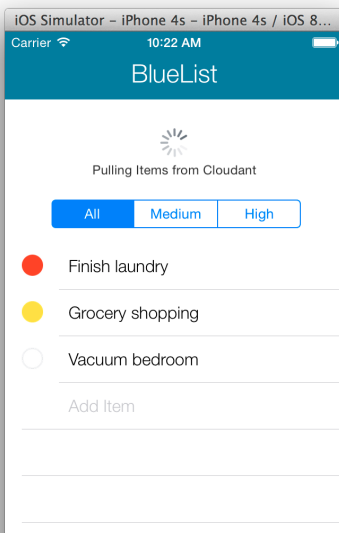 iOS Simulator – iPhone 4s – iPhone 4s / iOS 8...
Carrier 10:22 AM
BlueList
Pulling Items from Cloudant
All Medium High
Finish laundry
Grocery shopping
Vacuum bedroom
Add Item